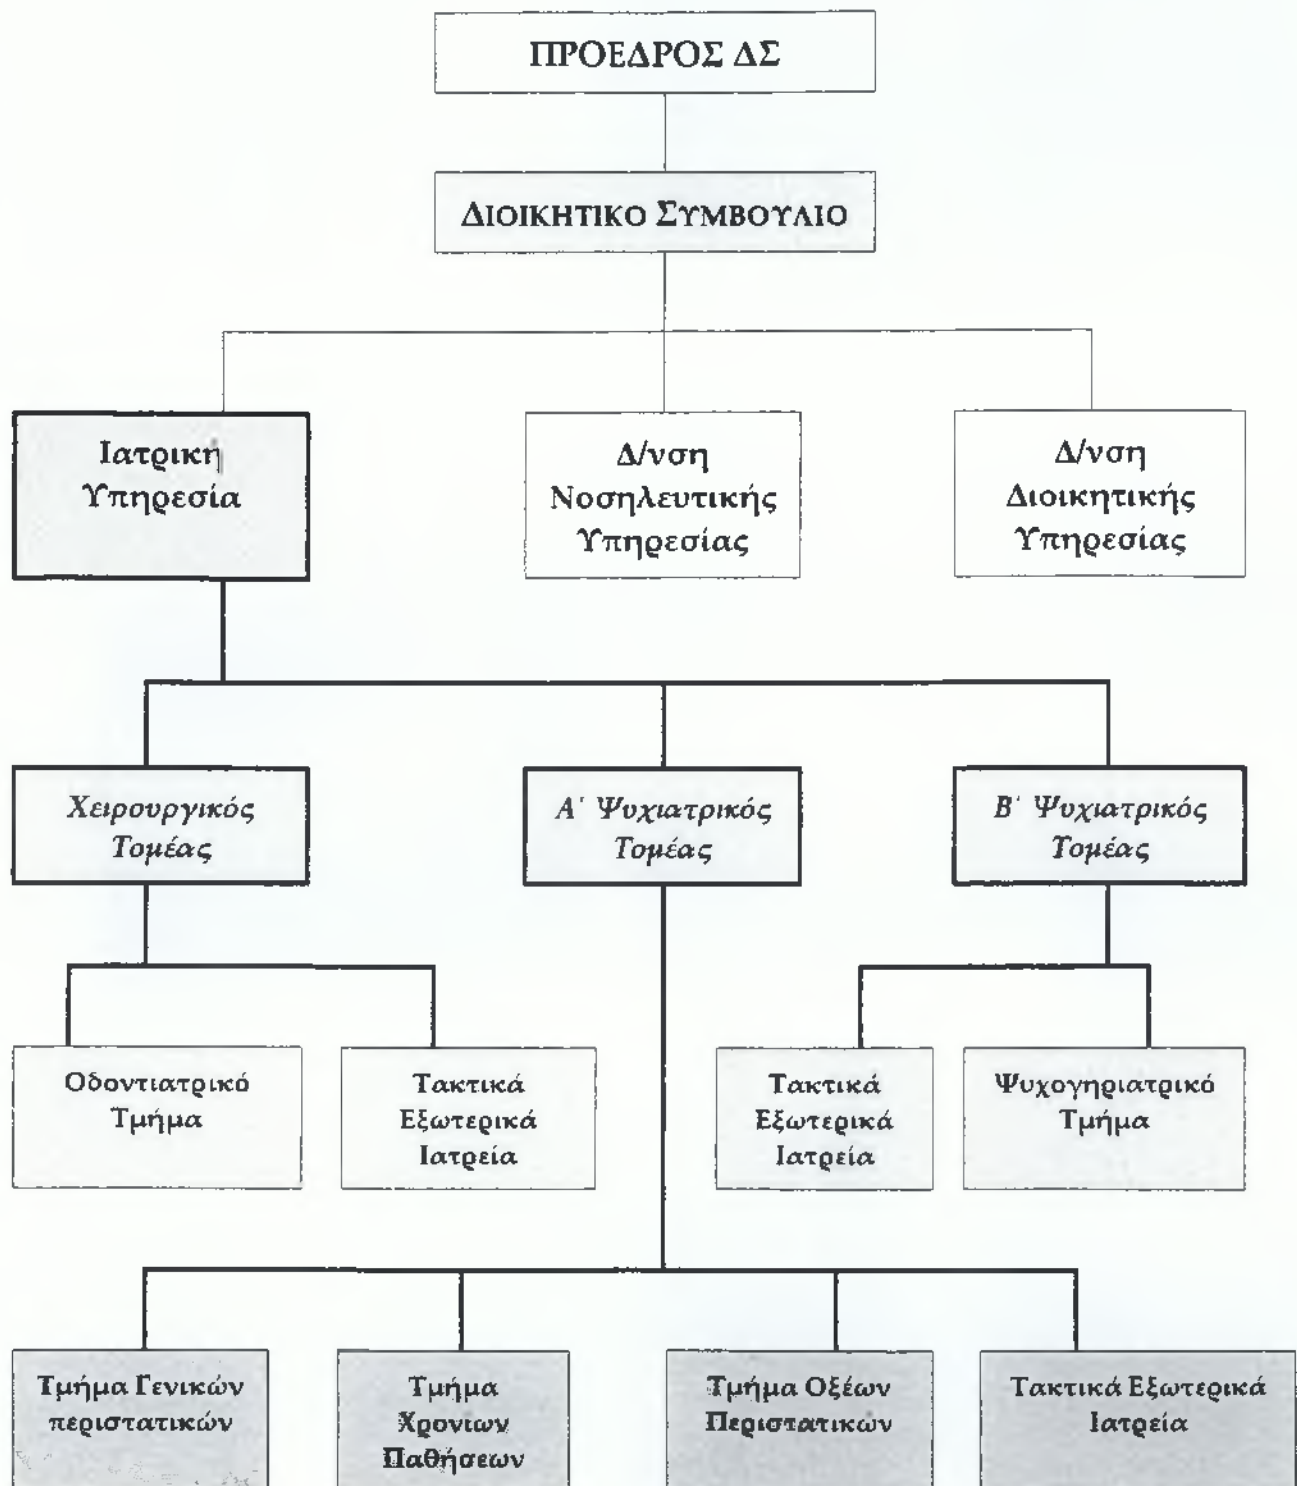 ΠΡΟΕΔΡΟΣ ΔΣ
ΔΙΟΙΚΗΤΙΚΟ ΣΥΜΒΟΥΛΙΟ
Ιατρική
Υπηρεσία
Δ/νση
Νοσηλευτικής
Υπηρεσίας
Δ/νση
Διοικητικής
Υπηρεσίας
Χειρουργικός
Τομέας
Α' Ψυχιατρικός
Τομέας
Β' Ψυχιατρικός
Τομέας
Οδοντιατρικό
Τμήμα
Τακτικά
Εξωτερικά
Ιατρεία
Τακτικά
Εξωτερικά
Ιατρεία
Ψυχογηριατρικό
Τμήμα
Τμήμα Γενικών
περιστατικών
Τμήμα
Χρονίων
Παθήσεων
Τμήμα Οξέων
Περιστατικών
Τακτικά Εξωτερικά
Ιατρεία